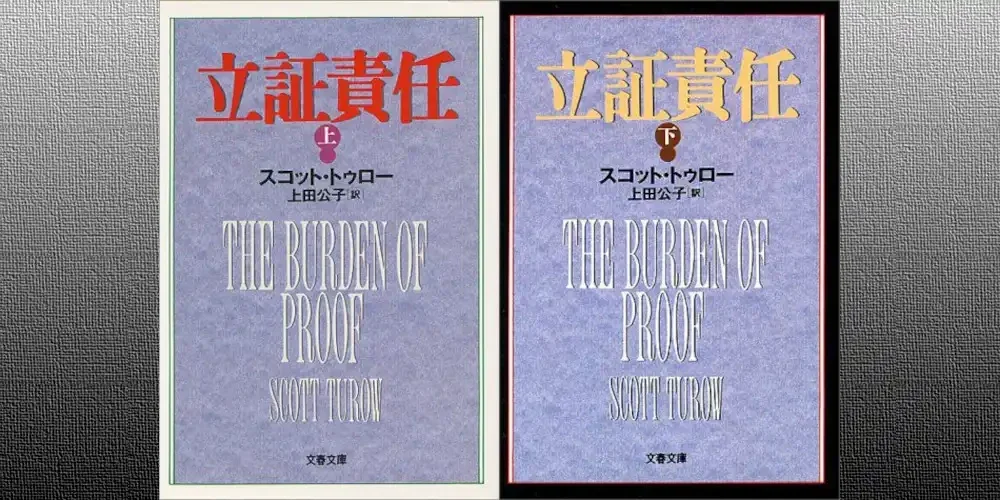 立証責任
上
スコット・トゥロー
上田公子[訳]
THE BURDEN OF
PROOF
SCOTT TUROW
文春文庫
立証責任
下
スコット・トゥロー
上田公子[訳]
THE BURDEN OF
PROOF
SCOTT TUROW
文春文庫